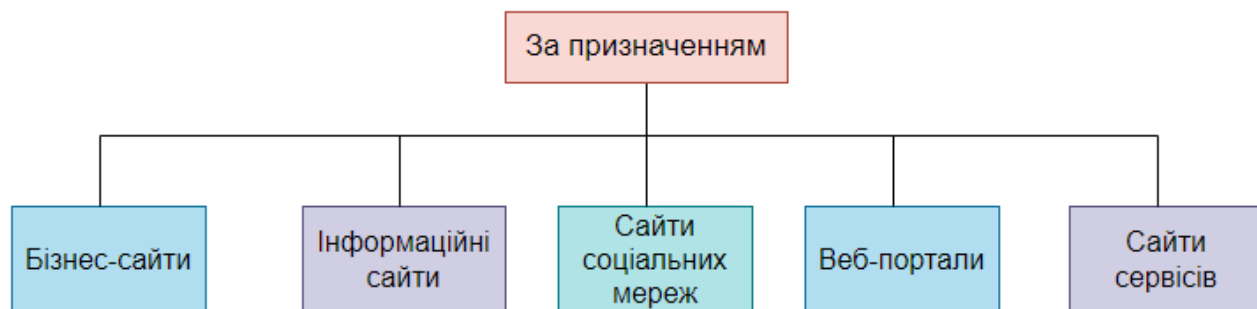 За призначенням
Бізнес-сайти
Інформаційні
сайти
Сайти
соціальних
мереж
Веб-портали
Сайти
сервісів